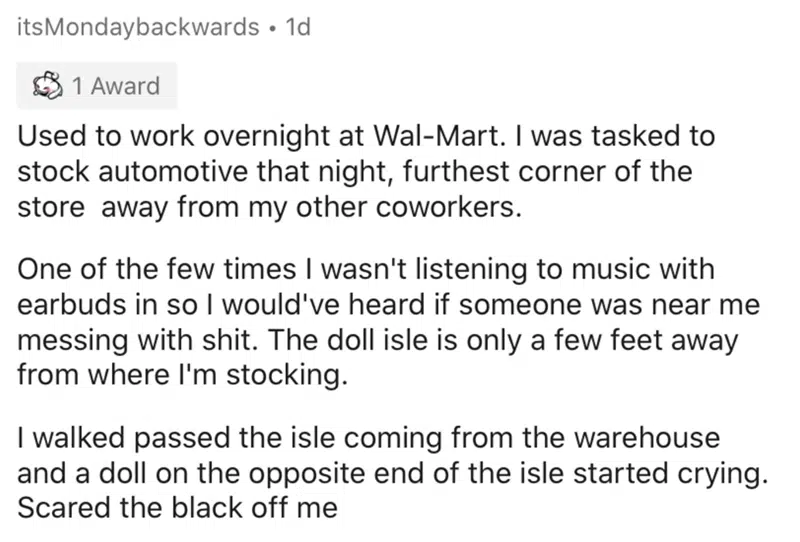 itsMondaybackwards • 1d
1 Award
Used to work overnight at Wal-Mart. I was tasked to
stock automotive that night, furthest corner of the
store  away from my other coworkers.
One of the few times I wasn't listening to music with
earbuds in so I would've heard if someone was near me
messing with shit. The doll isle is only a few feet away
from where I'm stocking.
I walked passed the isle coming from the warehouse
and a doll on the opposite end of the isle started crying.
Scared the black off me